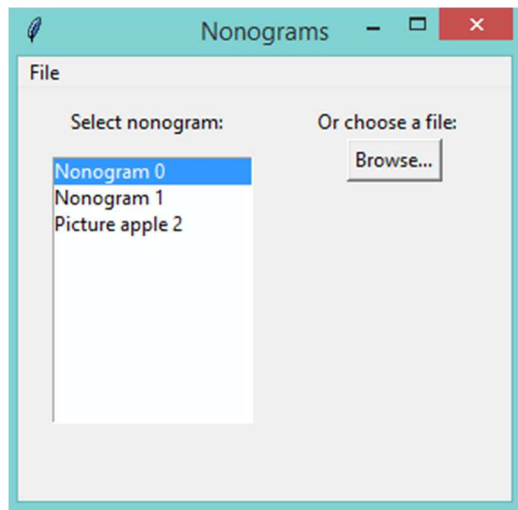 Nonograms
File
Select nonogram:
Or choose a file:
Browse...
Nonogram 0
Nonogram 1
Picture apple 2